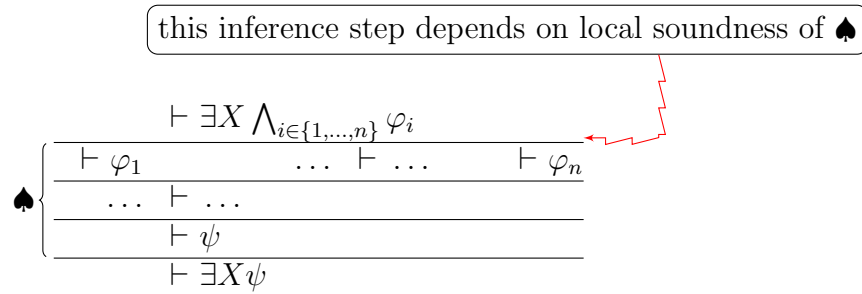 this inference step depends on local soundness of ♠
⊢ ∃X ⋀_{i∈{1,...,n}} φ_i
⊢ φ_1 ... ⊢ ... ⊢ φ_n
♠ ... ⊢ ...
⊢ ψ
⊢ ∃Xψ